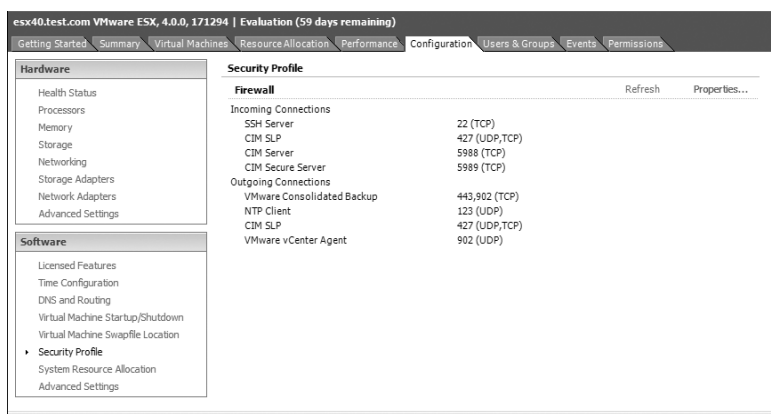 esx40.test.com VMware ESX, 4.0.0, 171294 | Evaluation (59 days remaining)
Getting Started Summary Virtual Machines Resource Allocation Performance Configuration Users & Groups Events Permissions
Hardware
Health Status
Processors
Memory
Storage
Networking
Storage Adapters
Network Adapters
Advanced Settings
Software
Licensed Features
Time Configuration
DNS and Routing
Virtual Machine Startup/Shutdown
Virtual Machine Swapfile Location
Security Profile
System Resource Allocation
Advanced Settings
Security Profile
Firewall Refresh Properties...
Incoming Connections
SSH Server 22 (TCP)
CIM SLP 427 (UDP,TCP)
CIM Server 5988 (TCP)
CIM Secure Server 5989 (TCP)
Outgoing Connections
VMware Consolidated Backup 443,902 (TCP)
NTP Client 123 (UDP)
CIM SLP 427 (UDP,TCP)
VMware vCenter Agent 902 (UDP)